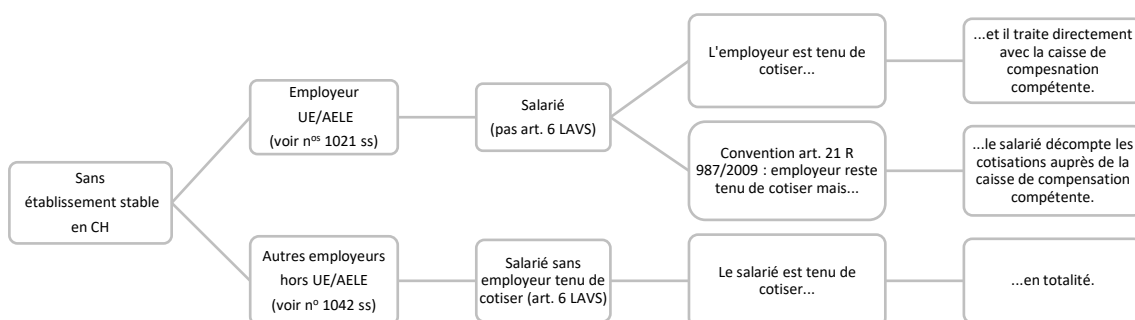 Sans
établissement stable
en CH
Employeur
UE/AELE
(voir nos 1021 ss)
Autres employeurs
hors UE/AELE
(voir no 1042 ss)
Salarié
(pas art. 6 LAVS)
Salarié sans
employeur tenu de
cotiser (art. 6 LAVS)
L'employeur est tenu de
cotiser...
Convention art. 21 R
987/2009 : employeur reste
tenu de cotiser mais...
Le salarié est tenu de
cotiser...
...et il traite directement
avec la caisse de
compesnation
compétente.
...le salarié décompte les
cotisations auprès de la
caisse de compensation
compétente.
...en totalité.